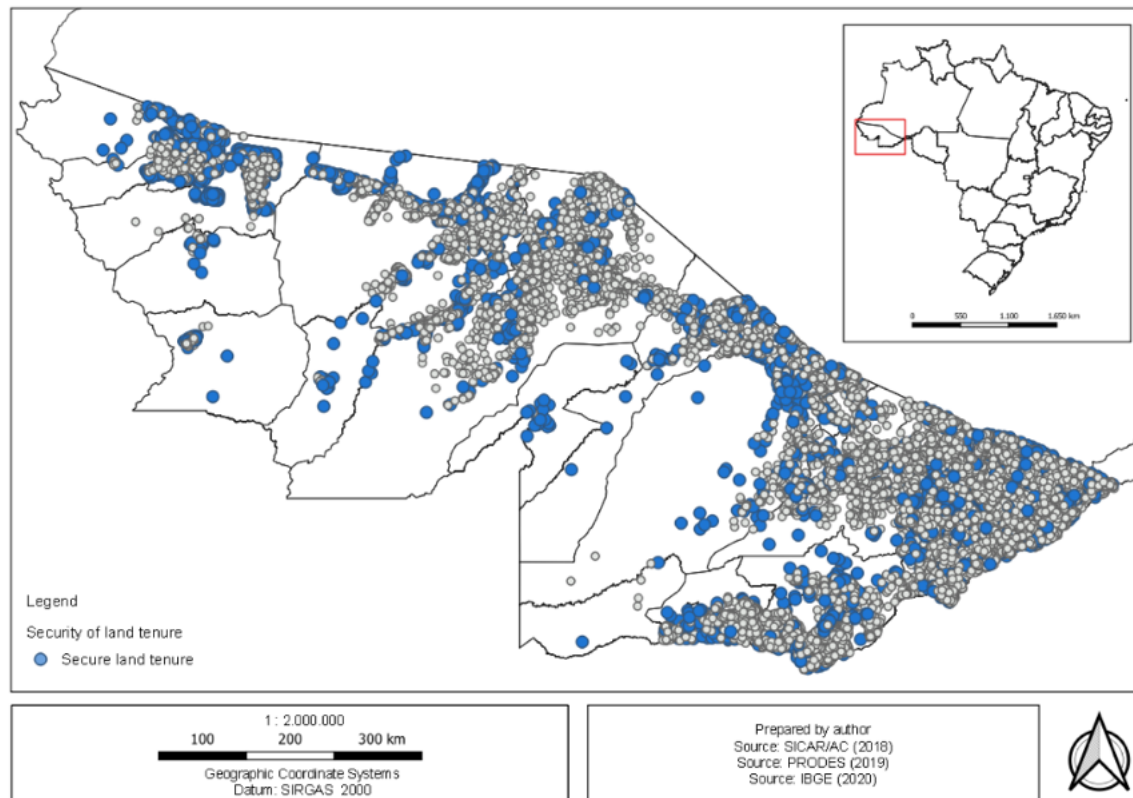 0 550 1.100 1.650 km
Legend
Security of land tenure
Secure land tenure
1 : 2.000.000
100 200 300 km
Geographic Coordinate Systems
Datum: SIRGAS 2000
Prepared by author
Source: SICAR/AC (2018)
Source: PRODES (2019)
Source: IBGE (2020)